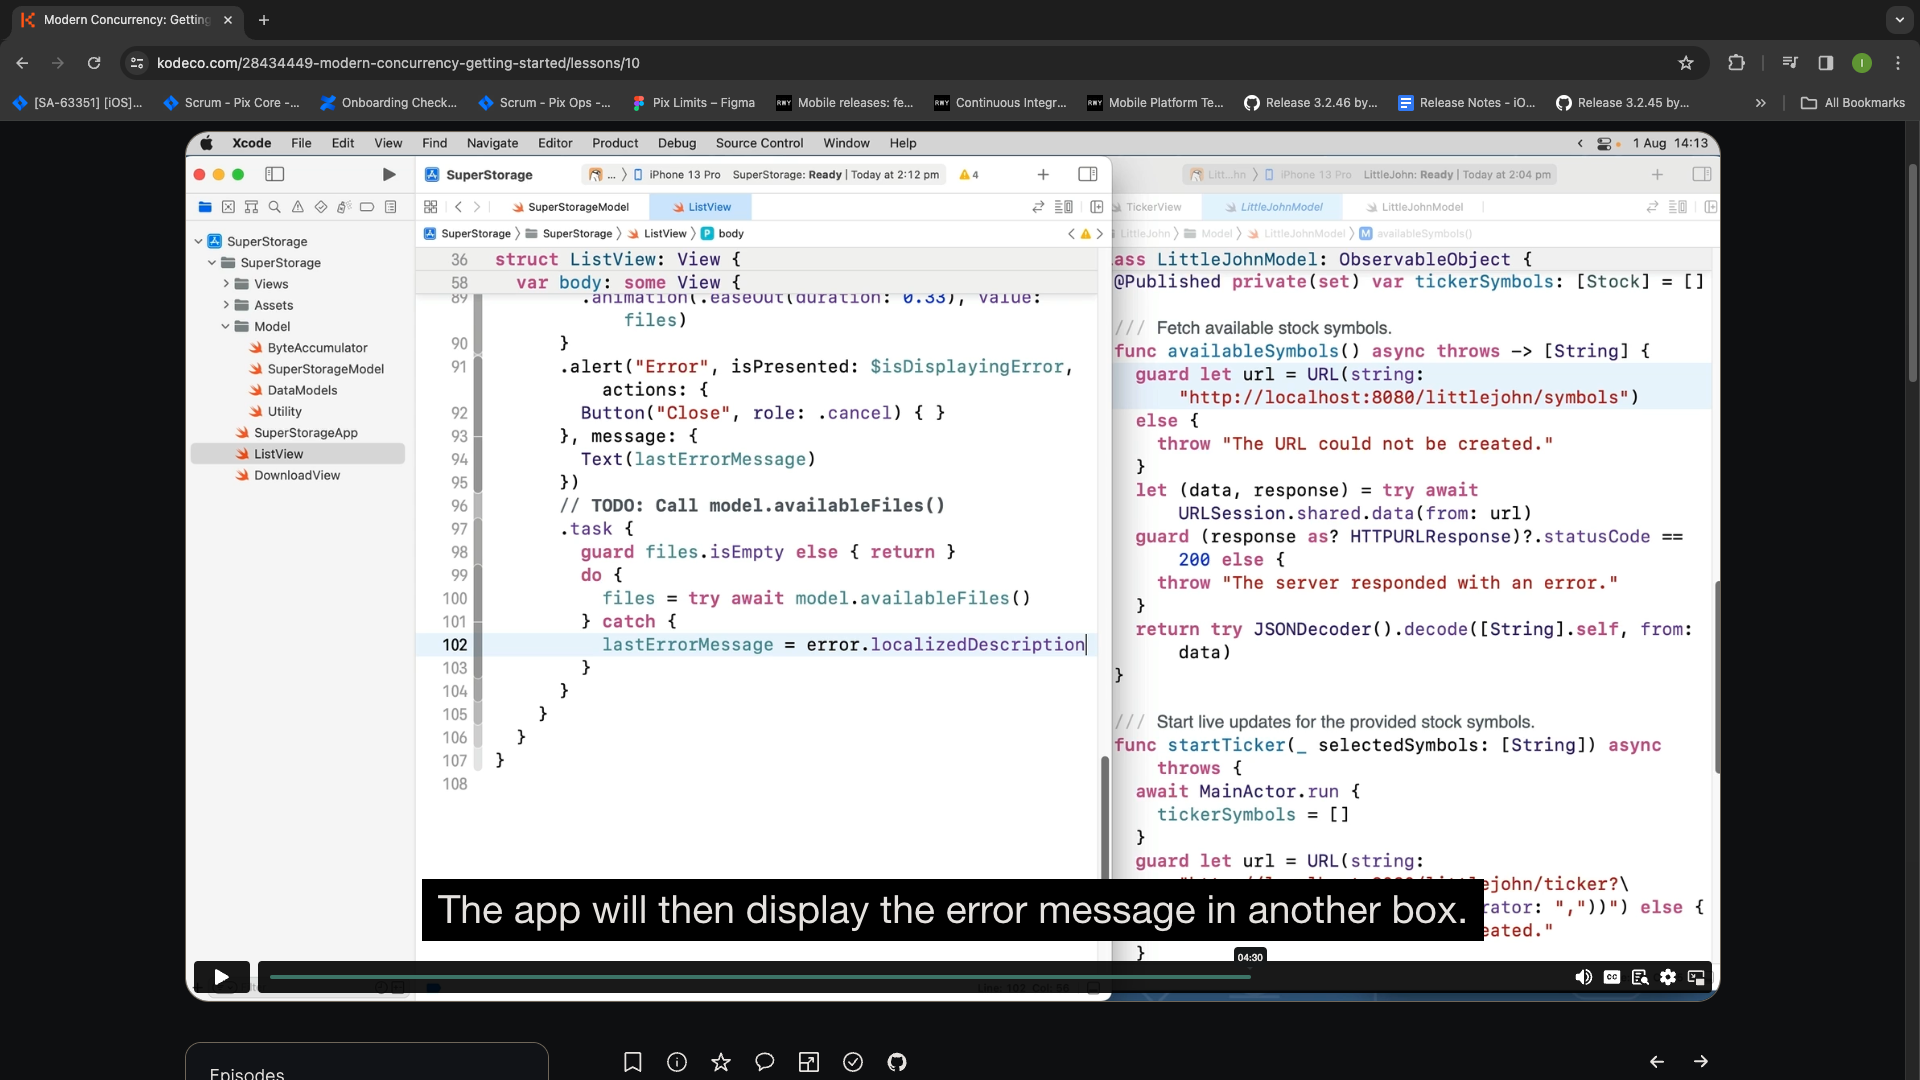 Modern Concurrency: Getting
kodeco.com/28434449-modern-concurrency-getting-started/lessons/10
I
[SA-63351] [iOS]...
Scrum - Pix Core -...
Onboarding Check...
Scrum - Pix Ops -...
Pix Limits – Figma
Mobile releases: fe...
Continuous Integr...
Mobile Platform Te...
Release 3.2.46 by...
Release Notes - iO...
Release 3.2.45 by...
All Bookmarks
Xcode File Edit View Find Navigate Editor Product Debug Source Control Window Help
1 Aug 14:13
SuperStorage
... iPhone 13 Pro SuperStorage: Ready | Today at 2:12 pm
4
Litt...hn iPhone 13 Pro LittleJohn: Ready | Today at 2:04 pm
SuperStorageModel
ListView
TickerView
LittleJohnModel
LittleJohnModel
SuperStorage SuperStorage ListView P body
LittleJohn Model LittleJohnModel M availableSymbols()
SuperStorage
SuperStorage
Views
Assets
Model
ByteAccumulator
SuperStorageModel
DataModels
Utility
SuperStorageApp
ListView
DownloadView
36 struct ListView: View {
58 var body: some View {
89 .animation(.easeOut(duration: 0.33), value:
files)
90 }
91 .alert("Error", isPresented: $isDisplayingError,
actions: {
92 Button("Close", role: .cancel) { }
93 }, message: {
94 Text(lastErrorMessage)
95 })
96 // TODO: Call model.availableFiles()
97 .task {
98 guard files.isEmpty else { return }
99 do {
100 files = try await model.availableFiles()
101 } catch {
102 lastErrorMessage = error.localizedDescription
103 }
104 }
105 }
106 }
107 }
108
ass LittleJohnModel: ObservableObject {
@Published private(set) var tickerSymbols: [Stock] = []
/// Fetch available stock symbols.
func availableSymbols() async throws -> [String] {
guard let url = URL(string:
"http://localhost:8080/littlejohn/symbols")
else {
throw "The URL could not be created."
}
let (data, response) = try await
URLSession.shared.data(from: url)
guard (response as? HTTPURLResponse)?.statusCode ==
200 else {
throw "The server responded with an error."
}
return try JSONDecoder().decode([String].self, from:
data)
}
/// Start live updates for the provided stock symbols.
func startTicker(_ selectedSymbols: [String]) async
throws {
await MainActor.run {
tickerSymbols = []
}
guard let url = URL(string:
ejohn/ticker?\
rator: ","))") else {
eated."
}
The app will then display the error message in another box.
04:30
CC
Episodes